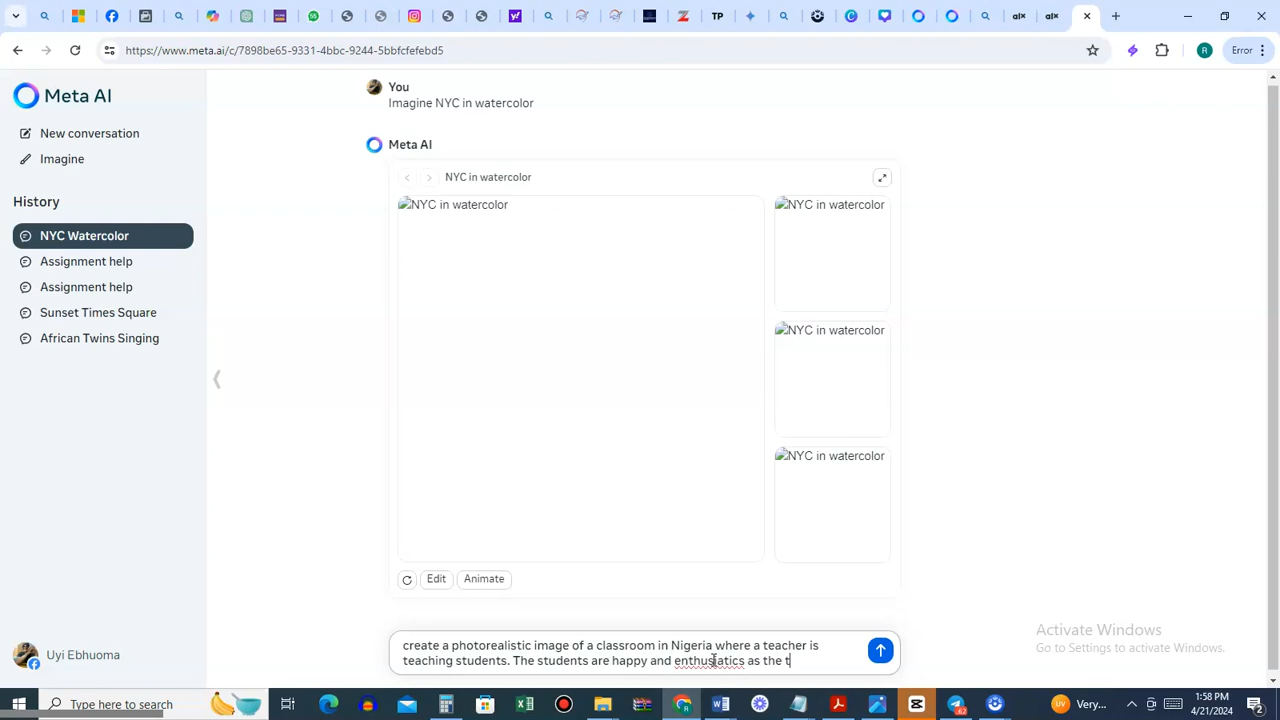 TP
https://www.meta.ai/c/7898be65-9331-4bbc-9244-5bbfcfefebd5
R
Error
Meta AI
New conversation
Imagine
History
NYC Watercolor
Assignment help
Assignment help
Sunset Times Square
African Twins Singing
Uyi Ebhuoma
You
Imagine NYC in watercolor
Meta AI
NYC in watercolor
NYC in watercolor
NYC in watercolor
NYC in watercolor
NYC in watercolor
Edit
Animate
create a photorealistic image of a classroom in Nigeria where a teacher is
teaching students. The students are happy and enthusiatics as the t
Activate Windows
Go to Settings to activate Windows.
Type here to search
Very...
1:58 PM
4/21/2024